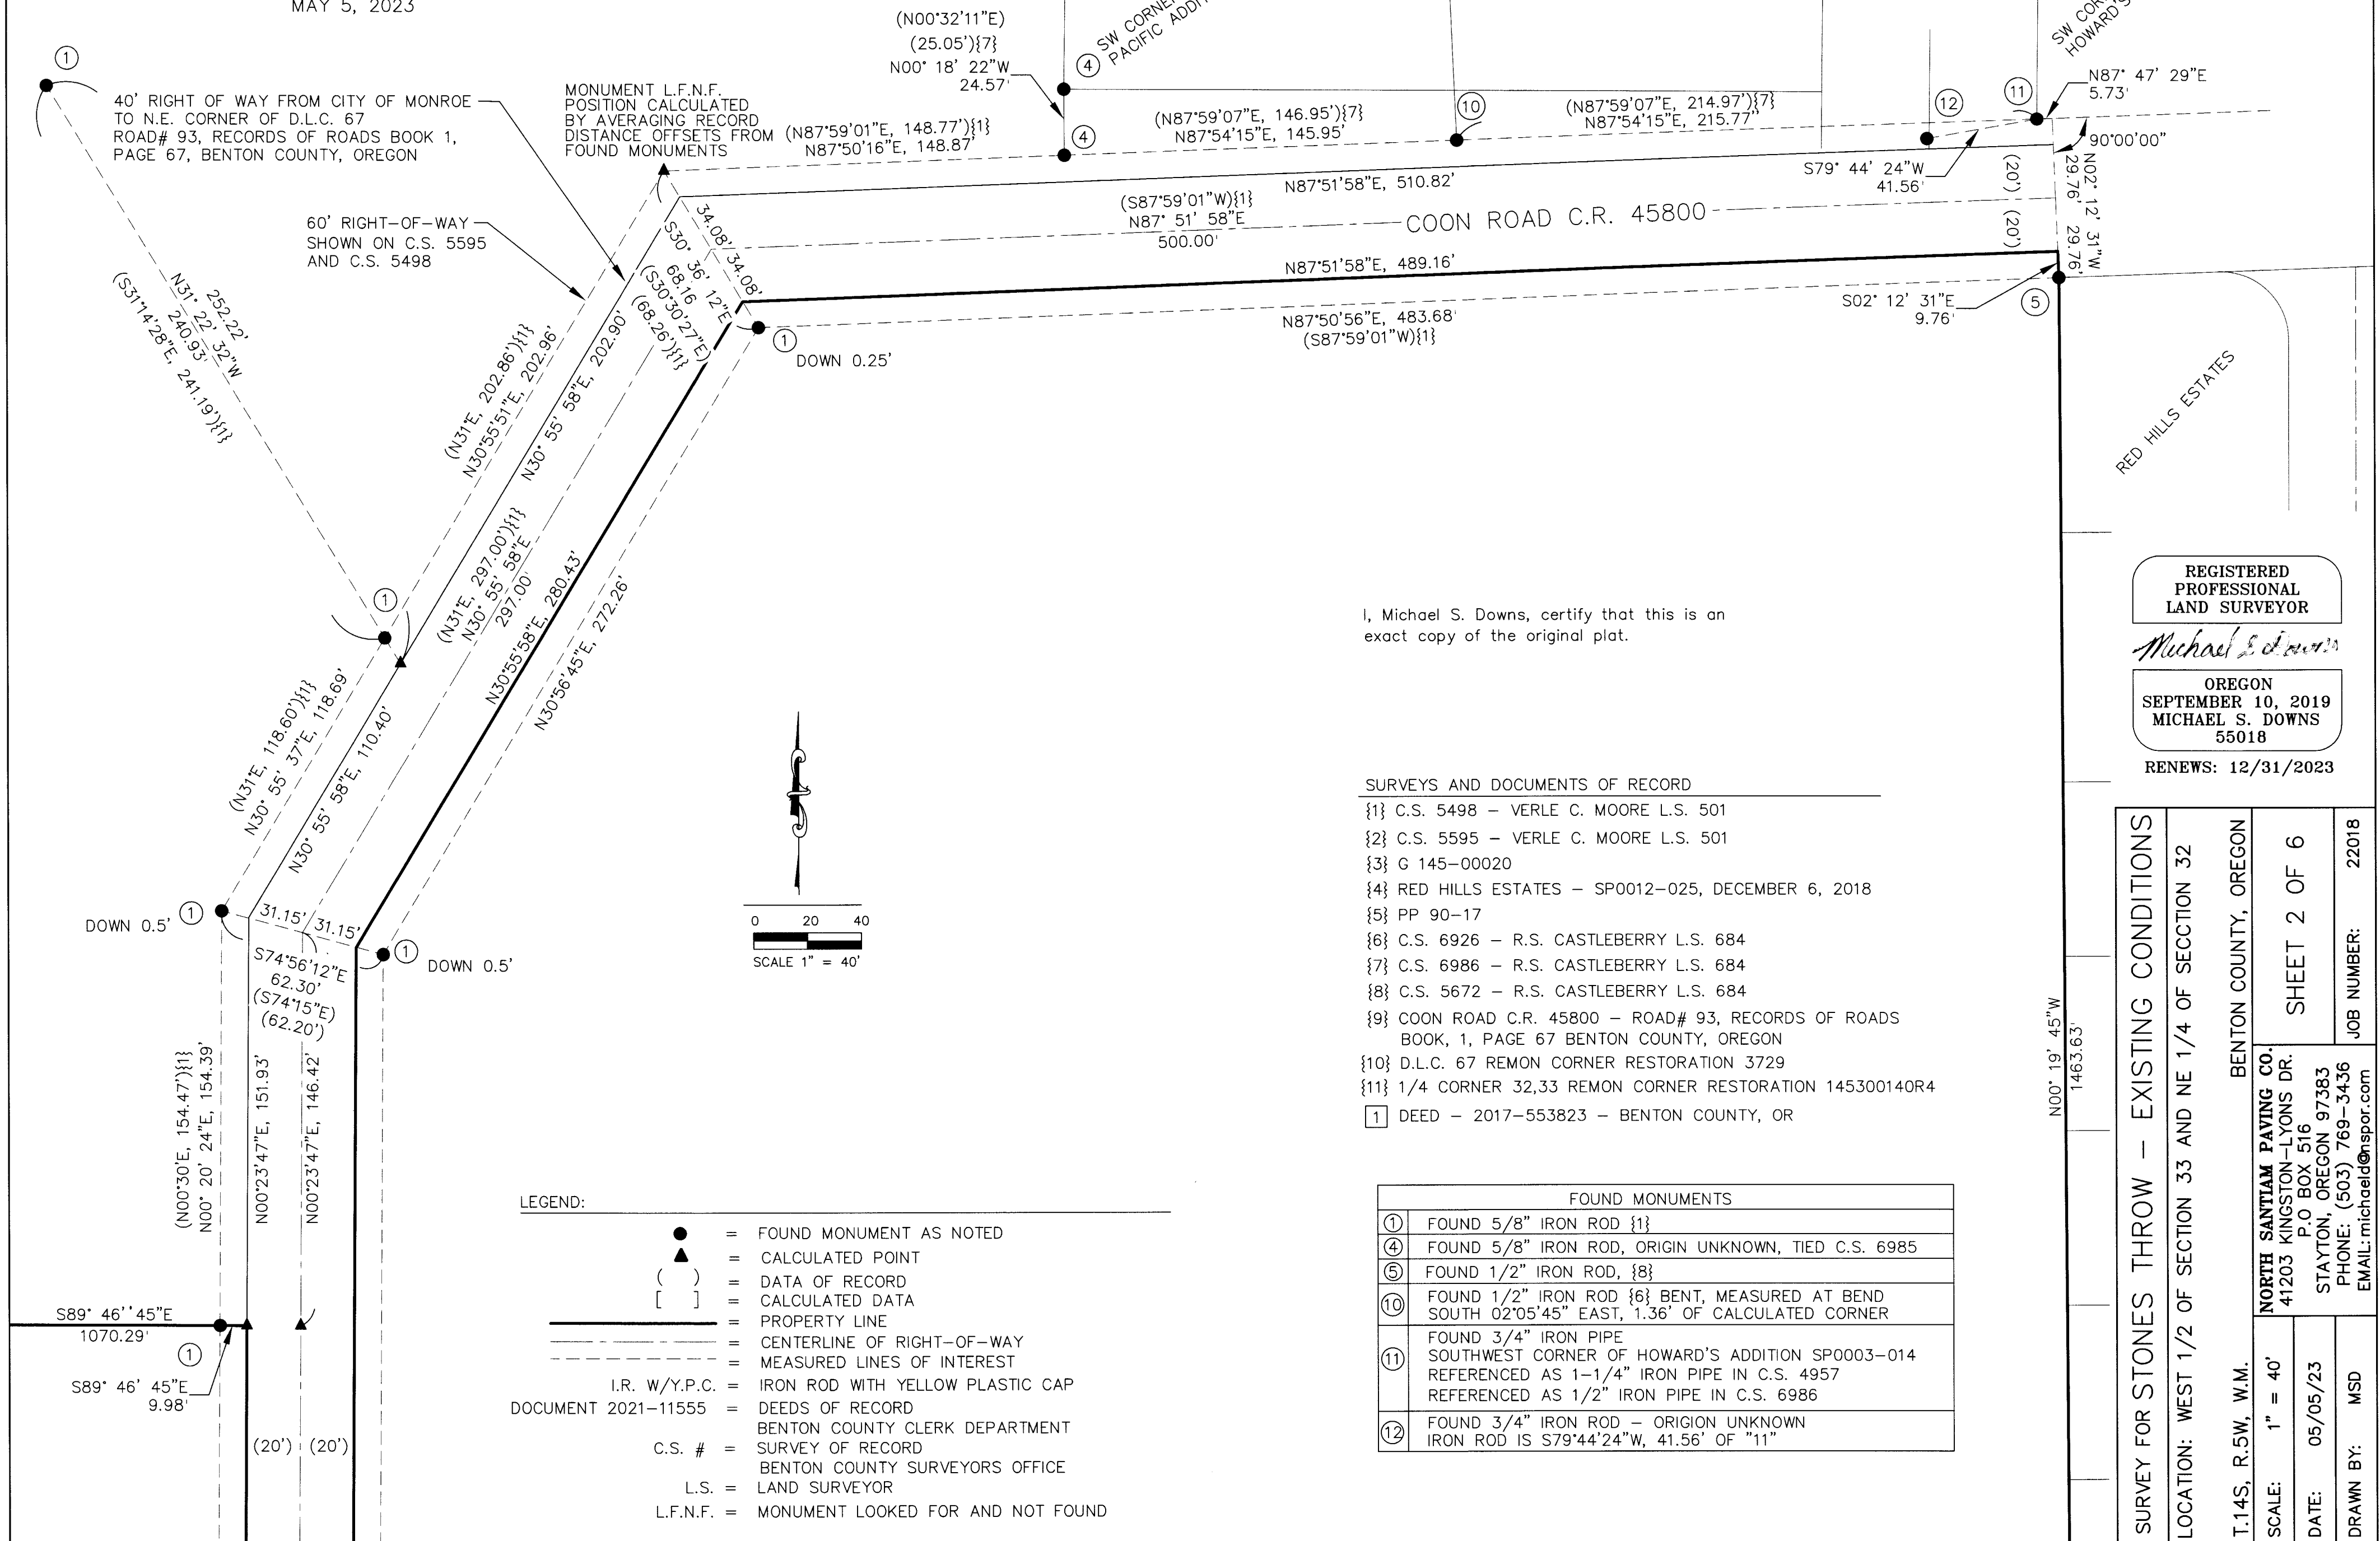 MAY 5, 2023
(N00°32'11"E)
(25.05'){7}
N00° 18' 22"W
24.57'
④
④
SW CORNER
PACIFIC ADDI
SW COR
HOWARD'S
①
40' RIGHT OF WAY FROM CITY OF MONROE
TO N.E. CORNER OF D.L.C. 67
ROAD# 93, RECORDS OF ROADS BOOK 1,
PAGE 67, BENTON COUNTY, OREGON
MONUMENT L.F.N.F.
POSITION CALCULATED
BY AVERAGING RECORD
DISTANCE OFFSETS FROM
FOUND MONUMENTS
(N87°59'01"E, 148.77'){1}
N87°50'16"E, 148.87'
(N87°59'07"E, 146.95'){7}
N87°54'15"E, 145.95'
⑩
(N87°59'07"E, 214.97'){7}
N87°54'15"E, 215.77'
⑫
⑪
N87° 47' 29"E
5.73'
90°00'00"
S79° 44' 24"W
41.56'
N02° 12' 31"W
29.76' 29.76'
(20') (20')
60' RIGHT-OF-WAY
SHOWN ON C.S. 5595
AND C.S. 5498
N87°51'58"E, 510.82'
(S87°59'01"W){1}
N87° 51' 58"E
500.00'
COON ROAD C.R. 45800
N87°51'58"E, 489.16'
34.08' 34.08'
S30° 36' 12"E
68.16
(S30°30'27"E)
(68.26'){1}
①
DOWN 0.25'
N87°50'56"E, 483.68'
(S87°59'01"W){1}
S02° 12' 31"E
9.76'
⑤
RED HILLS ESTATES
252.22'
N31° 22' 32"W
240.93'
(S31°14'28"E, 241.19'){1}
(N31°E, 202.86'){1}
N30°55'51"E, 202.96'
N30° 55' 58"E, 202.90'
(N31°E, 297.00'){1}
N30° 55' 58"E
297.00'
N30°55'58"E, 280.43'
N30°56'45"E, 272.26'
①
(N31°E, 118.60'){1}
N30° 55' 37"E, 118.69'
N30° 55' 58"E, 110.40'
DOWN 0.5' ①
31.15' 31.15'
S74°56'12"E
62.30'
(S74°15"E)
(62.20')
① DOWN 0.5'
(N00°30'E, 154.47'){1}
N00° 20' 24"E, 154.39'
N00°23'47"E, 151.93'
N00°23'47"E, 146.42'
S89° 46''45"E
1070.29'
①
S89° 46' 45"E
9.98'
(20') (20')
0 20 40
SCALE 1" = 40'
I, Michael S. Downs, certify that this is an
exact copy of the original plat.
SURVEYS AND DOCUMENTS OF RECORD
{1} C.S. 5498 – VERLE C. MOORE L.S. 501
{2} C.S. 5595 – VERLE C. MOORE L.S. 501
{3} G 145-00020
{4} RED HILLS ESTATES – SP0012-025, DECEMBER 6, 2018
{5} PP 90-17
{6} C.S. 6926 – R.S. CASTLEBERRY L.S. 684
{7} C.S. 6986 – R.S. CASTLEBERRY L.S. 684
{8} C.S. 5672 – R.S. CASTLEBERRY L.S. 684
{9} COON ROAD C.R. 45800 – ROAD# 93, RECORDS OF ROADS
BOOK, 1, PAGE 67 BENTON COUNTY, OREGON
{10} D.L.C. 67 REMON CORNER RESTORATION 3729
{11} 1/4 CORNER 32,33 REMON CORNER RESTORATION 145300140R4
1 DEED – 2017-553823 – BENTON COUNTY, OR
N00° 19' 45"W
1463.63'
LEGEND:
= FOUND MONUMENT AS NOTED
= CALCULATED POINT
( ) = DATA OF RECORD
[ ] = CALCULATED DATA
= PROPERTY LINE
= CENTERLINE OF RIGHT-OF-WAY
= MEASURED LINES OF INTEREST
I.R. W/Y.P.C. = IRON ROD WITH YELLOW PLASTIC CAP
DOCUMENT 2021-11555 = DEEDS OF RECORD
BENTON COUNTY CLERK DEPARTMENT
C.S. # = SURVEY OF RECORD
BENTON COUNTY SURVEYORS OFFICE
L.S. = LAND SURVEYOR
L.F.N.F. = MONUMENT LOOKED FOR AND NOT FOUND
FOUND MONUMENTS
① FOUND 5/8" IRON ROD {1}
④ FOUND 5/8" IRON ROD, ORIGIN UNKNOWN, TIED C.S. 6985
⑤ FOUND 1/2" IRON ROD, {8}
⑩ FOUND 1/2" IRON ROD {6} BENT, MEASURED AT BEND
SOUTH 02°05'45" EAST, 1.36' OF CALCULATED CORNER
⑪ FOUND 3/4" IRON PIPE
SOUTHWEST CORNER OF HOWARD'S ADDITION SP0003-014
REFERENCED AS 1-1/4" IRON PIPE IN C.S. 4957
REFERENCED AS 1/2" IRON PIPE IN C.S. 6986
⑫ FOUND 3/4" IRON ROD – ORIGION UNKNOWN
IRON ROD IS S79°44'24"W, 41.56' OF "11"
REGISTERED
PROFESSIONAL
LAND SURVEYOR
Michael S Downs
OREGON
SEPTEMBER 10, 2019
MICHAEL S. DOWNS
55018
RENEWS: 12/31/2023
SURVEY FOR STONES THROW – EXISTING CONDITIONS
LOCATION: WEST 1/2 OF SECTION 33 AND NE 1/4 OF SECCTION 32
T.14S, R.5W, W.M. BENTON COUNTY, OREGON
SCALE: 1" = 40'
DATE: 05/05/23
DRAWN BY: MSD
NORTH SANTIAM PAVING CO.
41203 KINGSTON-LYONS DR.
P.O BOX 516
STAYTON, OREGON 97383
PHONE: (503) 769-3436
EMAIL:michaeld@nspor.com
SHEET 2 OF 6
JOB NUMBER: 22018